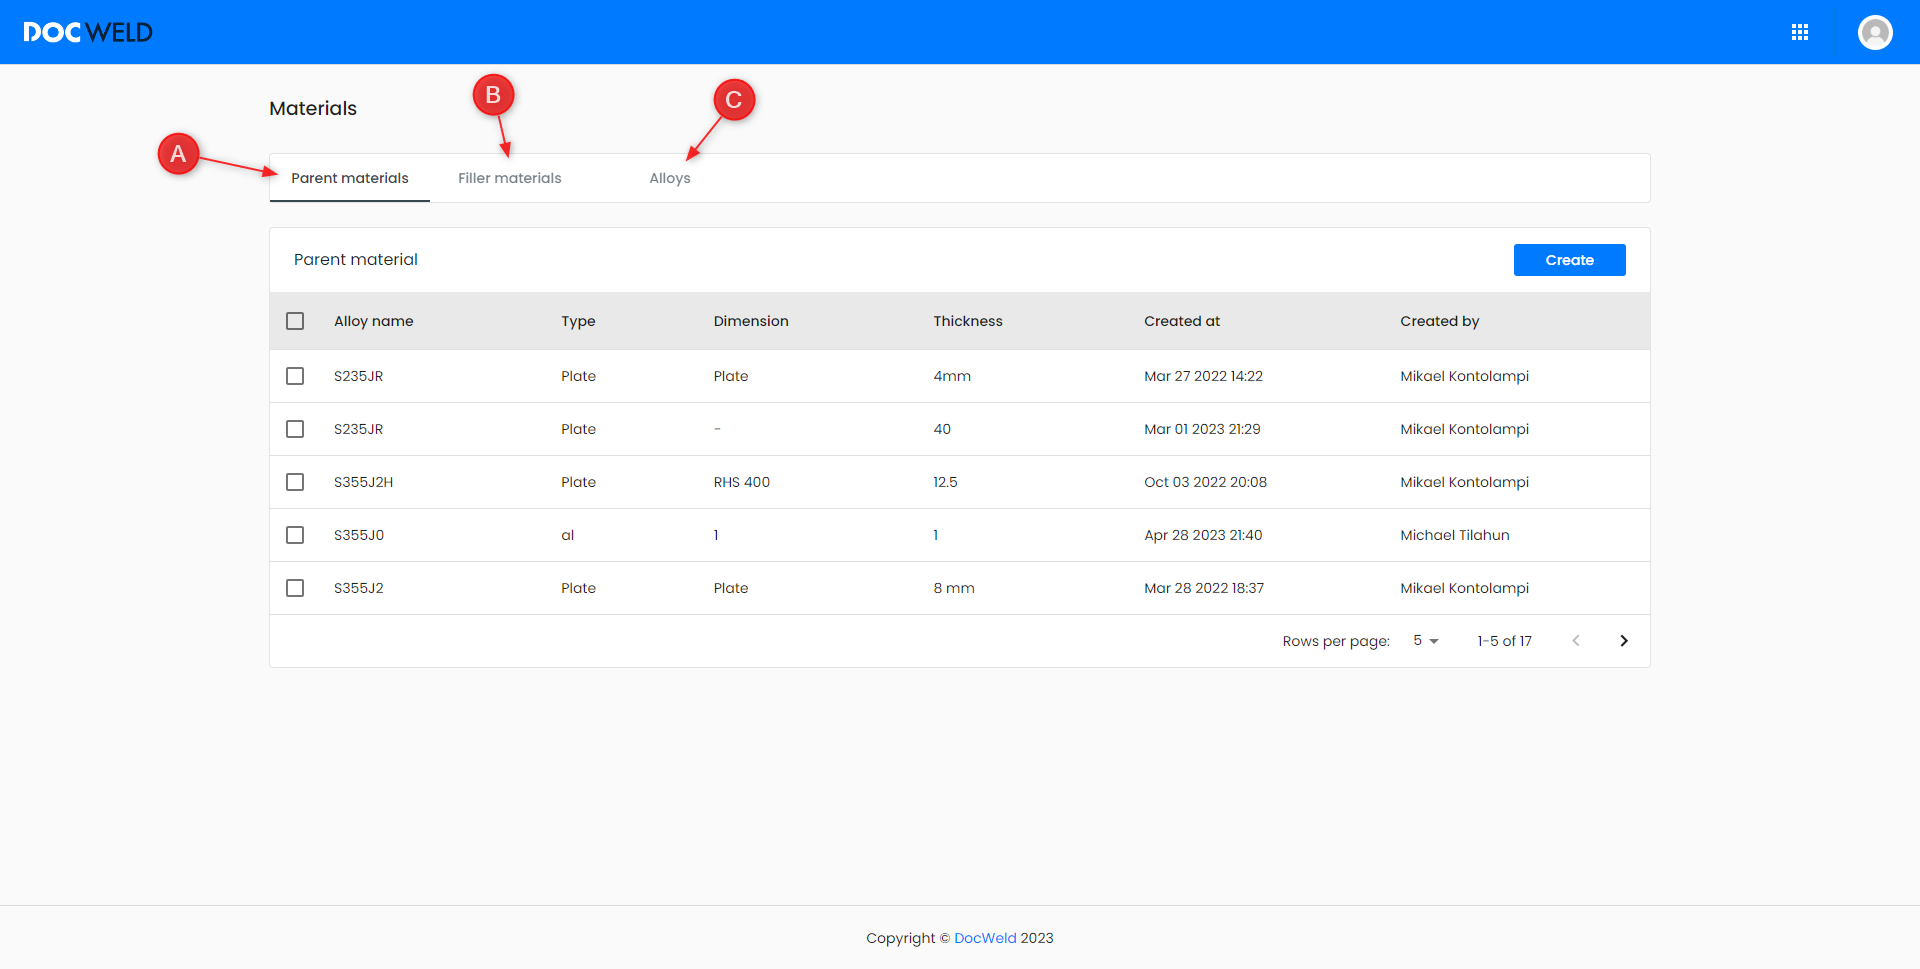 DOCWELD
Materials
A
B
C
Parent materials Filler materials Alloys
Parent material Create
Alloy name Type Dimension Thickness Created at Created by
S235JR Plate Plate 4mm Mar 27 2022 14:22 Mikael Kontolampi
S235JR Plate - 40 Mar 01 2023 21:29 Mikael Kontolampi
S355J2H Plate RHS 400 12.5 Oct 03 2022 20:08 Mikael Kontolampi
S355J0 al 1 1 Apr 28 2023 21:40 Michael Tilahun
S355J2 Plate Plate 8 mm Mar 28 2022 18:37 Mikael Kontolampi
Rows per page: 5 1-5 of 17
Copyright © DocWeld 2023